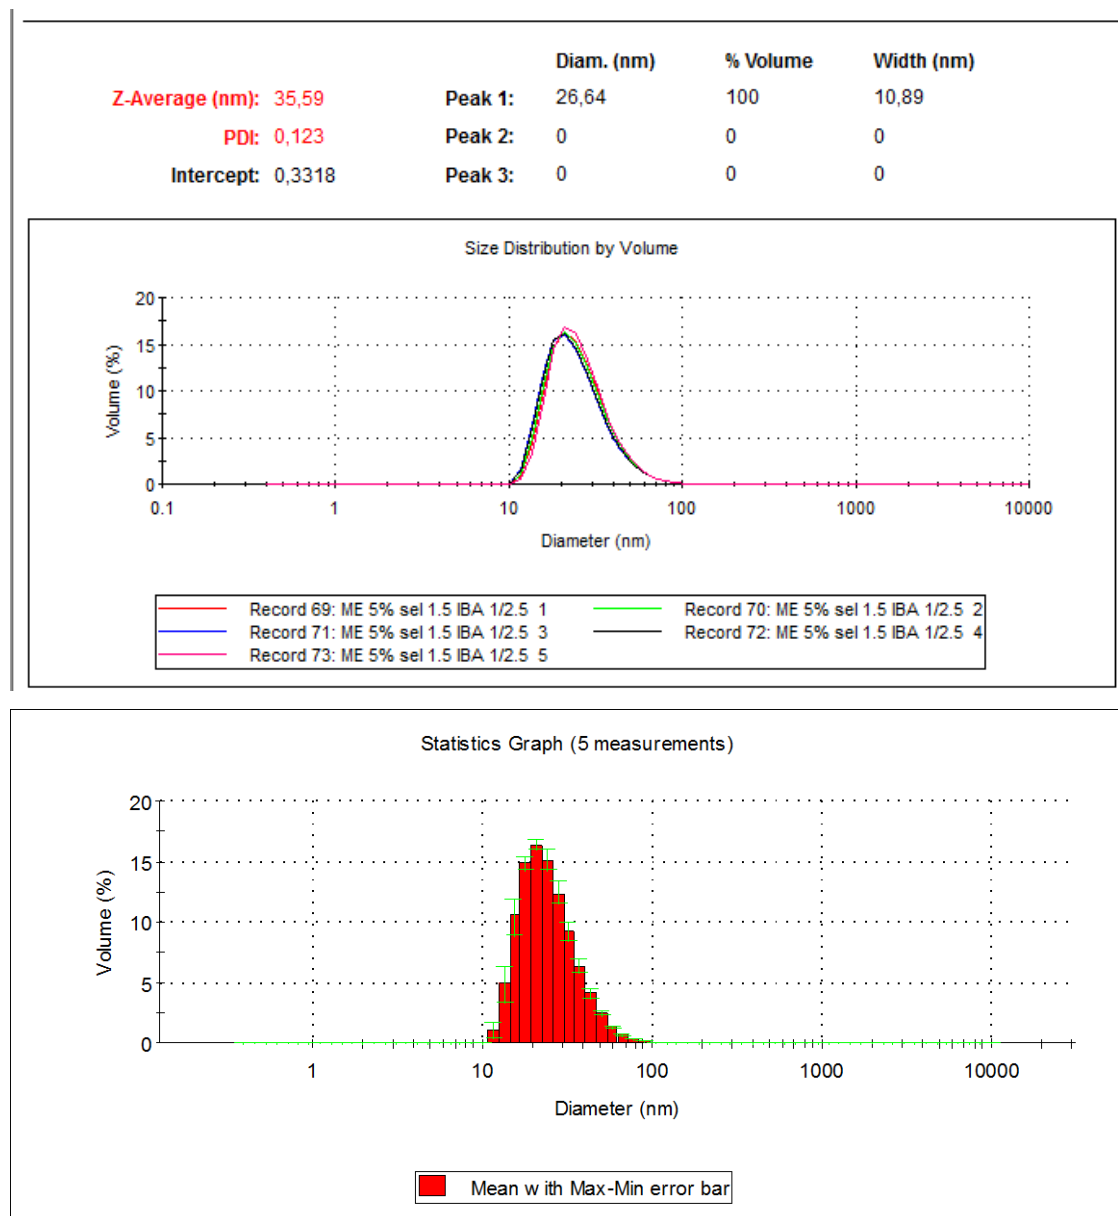 Diam. (nm) % Volume Width (nm)
Z-Average (nm): 35,59 Peak 1: 26,64 100 10,89
PDI: 0,123 Peak 2: 0 0 0
Intercept: 0,3318 Peak 3: 0 0 0
Size Distribution by Volume
20
15
10
5
0
Volume (%)
0.1 1 10 100 1000 10000
Diameter (nm)
Record 69: ME 5% sel 1.5 IBA 1/2.5 1 Record 70: ME 5% sel 1.5 IBA 1/2.5 2
Record 71: ME 5% sel 1.5 IBA 1/2.5 3 Record 72: ME 5% sel 1.5 IBA 1/2.5 4
Record 73: ME 5% sel 1.5 IBA 1/2.5 5
Statistics Graph (5 measurements)
20
15
10
5
0
Volume (%)
1 10 100 1000 10000
Diameter (nm)
Mean with Max-Min error bar